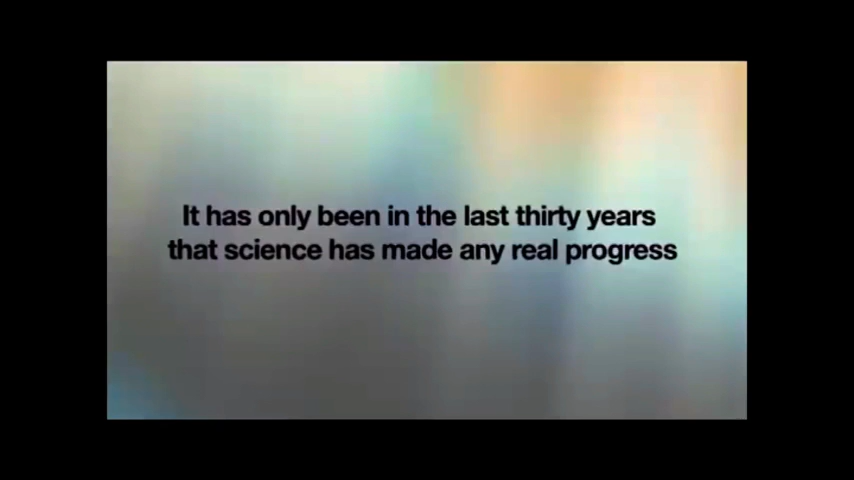 It has only been in the last thirty years
that science has made any real progress